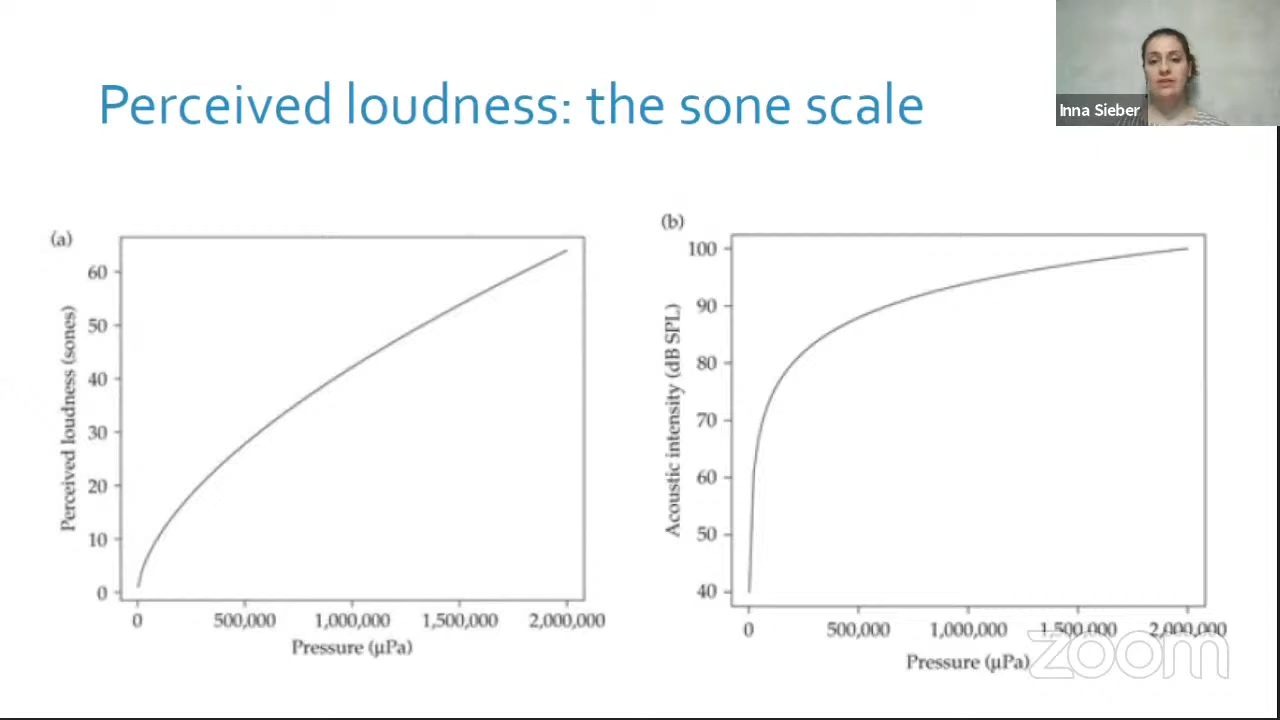 Perceived loudness: the sone scale
Inna Sieber
(a)
Perceived loudness (sones)
60
50
40
30
20
10
0
0 500,000 1,000,000 1,500,000 2,000,000
Pressure (µPa)
(b)
Acoustic intensity (dB SPL)
100
90
80
70
60
50
40
0 500,000 1,000,000 1,500,000 2,000,000
Pressure (µPa)
zoom